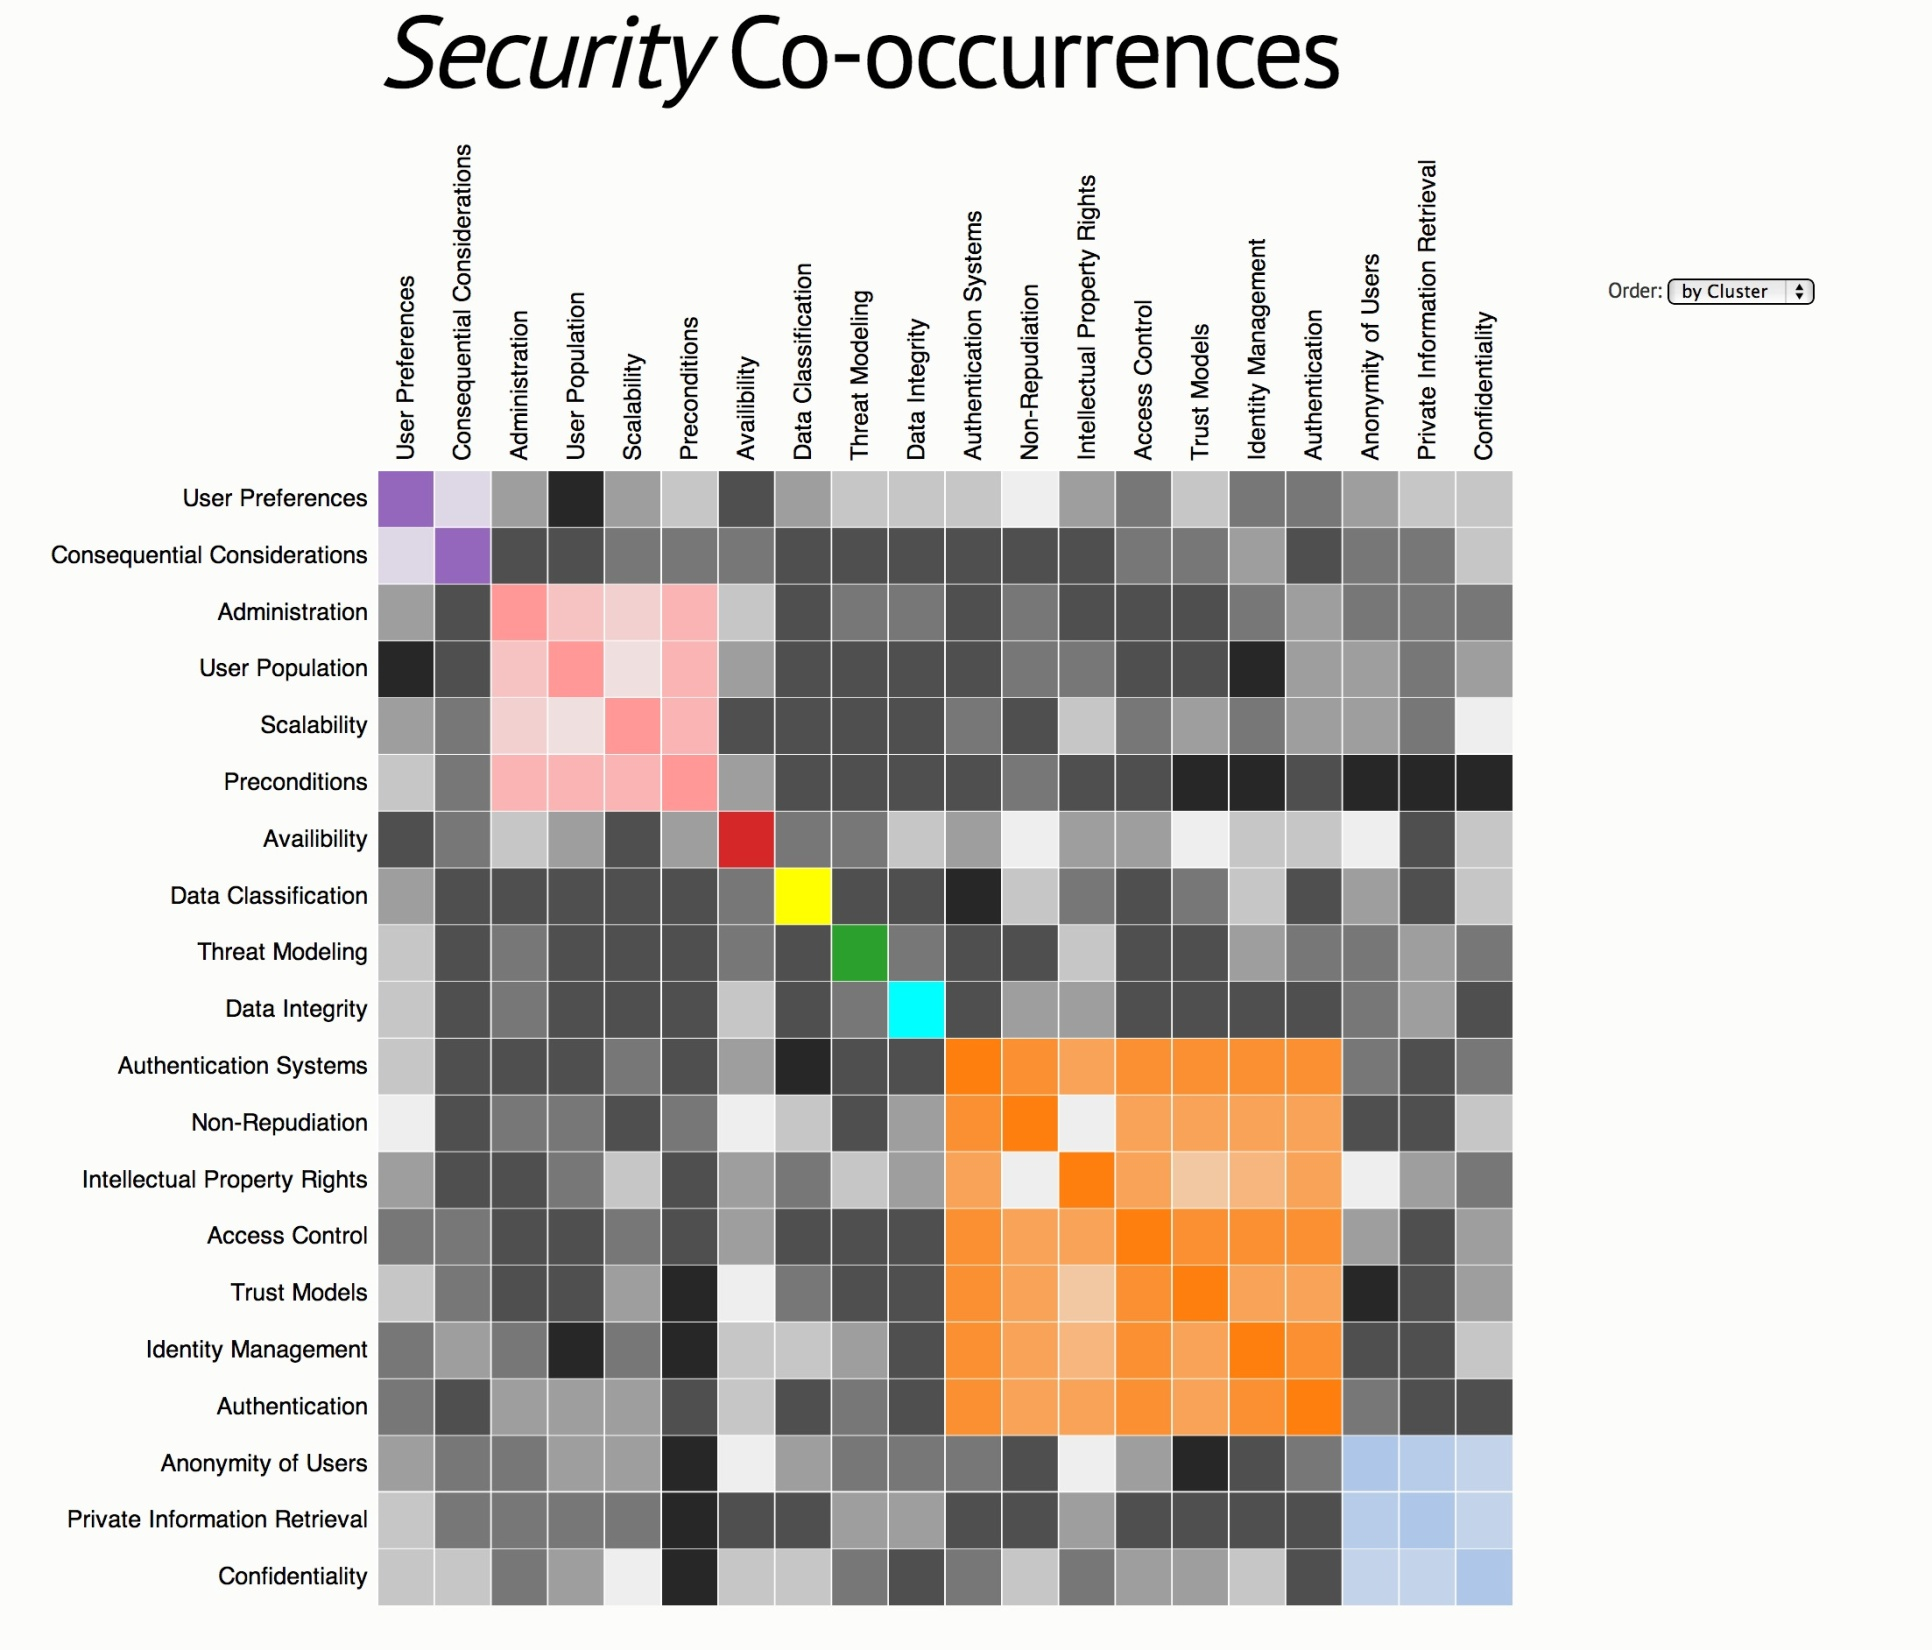 Security Co-occurrences
User Preferences
Consequential Considerations
Administration
User Population
Scalability
Preconditions
Availibility
Data Classification
Threat Modeling
Data Integrity
Authentication Systems
Non-Repudiation
Intellectual Property Rights
Access Control
Trust Models
Identity Management
Authentication
Anonymity of Users
Private Information Retrieval
Confidentiality
Order: by Cluster
User Preferences
Consequential Considerations
Administration
User Population
Scalability
Preconditions
Availibility
Data Classification
Threat Modeling
Data Integrity
Authentication Systems
Non-Repudiation
Intellectual Property Rights
Access Control
Trust Models
Identity Management
Authentication
Anonymity of Users
Private Information Retrieval
Confidentiality